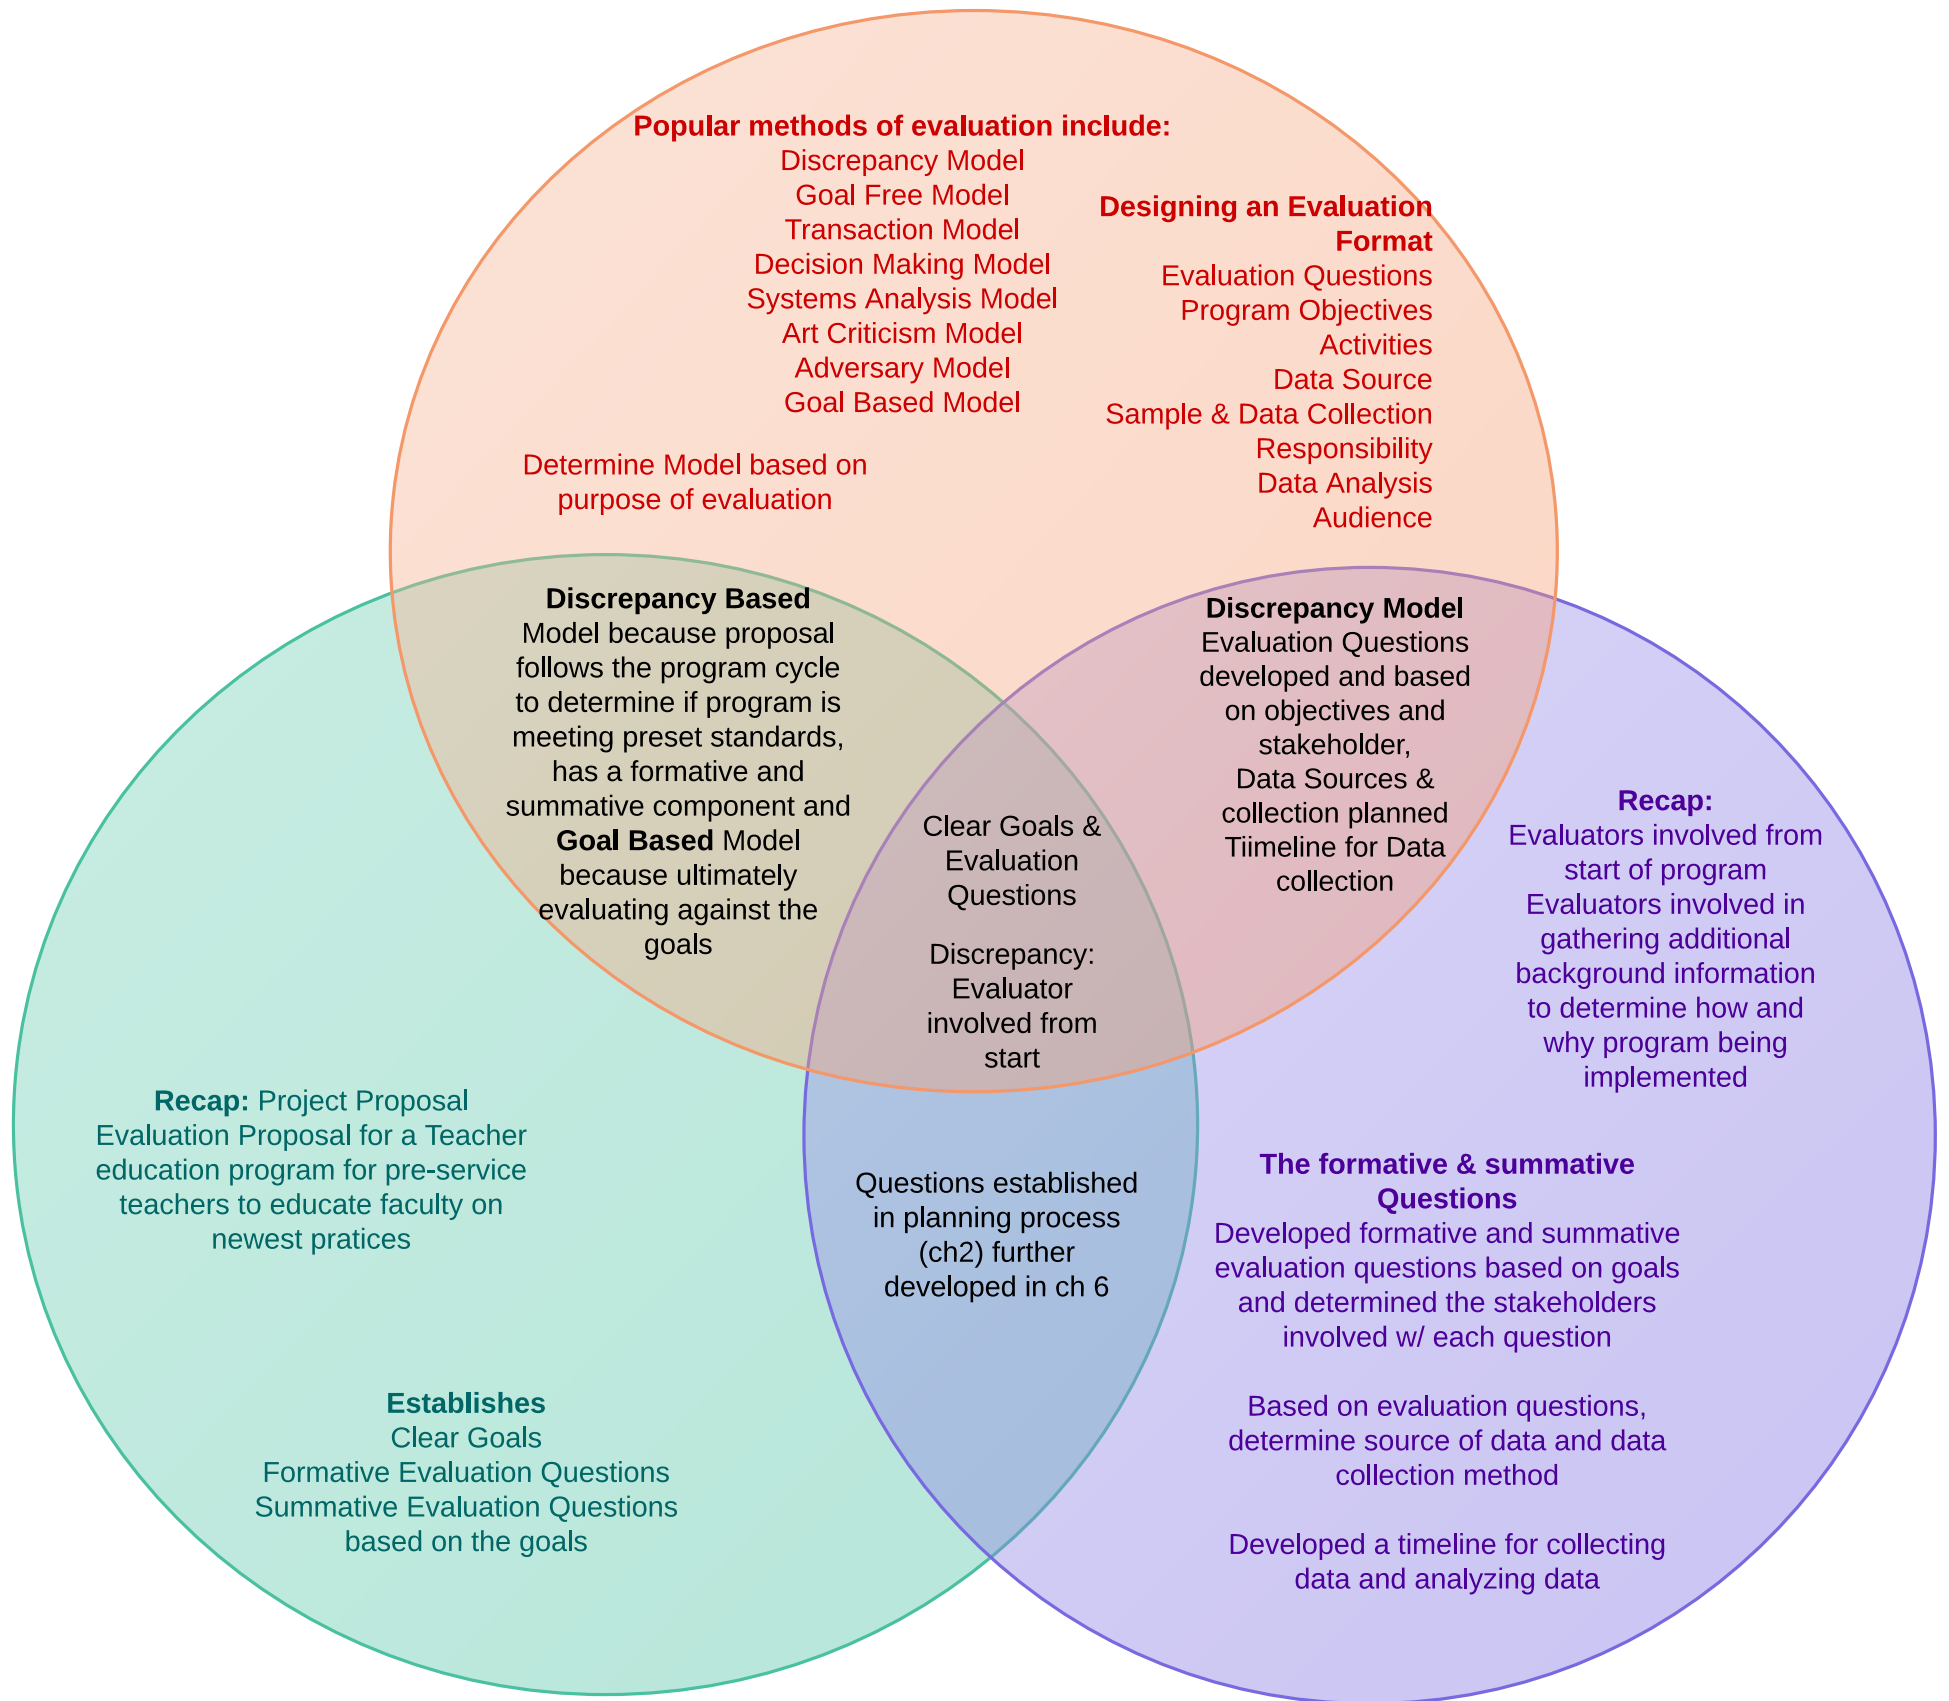 Popular methods of evaluation include:
Discrepancy Model
Goal Free Model
Transaction Model
Decision Making Model
Systems Analysis Model
Art Criticism Model
Adversary Model
Goal Based Model
Designing an Evaluation
Format
Evaluation Questions
Program Objectives
Activities
Data Source
Sample & Data Collection
Responsibility
Data Analysis
Audience
Determine Model based on
purpose of evaluation
Discrepancy Based
Model because proposal
follows the program cycle
to determine if program is
meeting preset standards,
has a formative and
summative component and
Goal Based Model
because ultimately
evaluating against the
goals
Discrepancy Model
Evaluation Questions
developed and based
on objectives and
stakeholder,
Data Sources &
collection planned
Tiimeline for Data
collection
Clear Goals &
Evaluation
Questions
Discrepancy:
Evaluator
involved from
start
Recap:
Evaluators involved from
start of program
Evaluators involved in
gathering additional
background information
to determine how and
why program being
implemented
Recap: Project Proposal
Evaluation Proposal for a Teacher
education program for pre-service
teachers to educate faculty on
newest pratices
Questions established
in planning process
(ch2) further
developed in ch 6
The formative & summative
Questions
Developed formative and summative
evaluation questions based on goals
and determined the stakeholders
involved w/ each question
Based on evaluation questions,
determine source of data and data
collection method
Developed a timeline for collecting
data and analyzing data
Establishes
Clear Goals
Formative Evaluation Questions
Summative Evaluation Questions
based on the goals